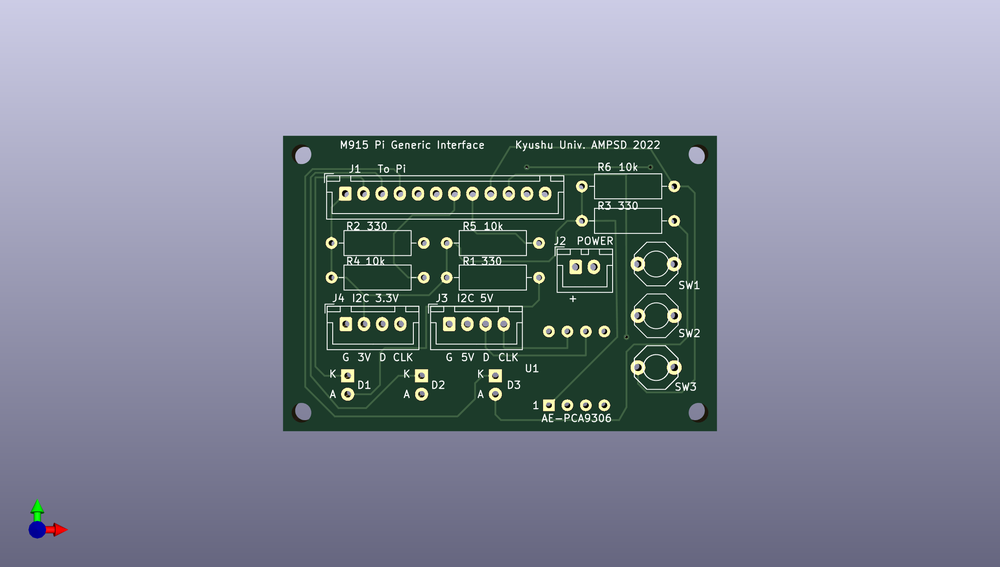 M915 Pi Generic Interface
Kyushu Univ. AMPSD 2022
J1 To Pi
R6 10k
R3 330
R2 330
R5 10k
J2 POWER
R4 10k
R1 330
SW1
+
J4 I2C 3.3V
J3 I2C 5V
SW2
G 3V D CLK
G 5V D CLK
U1
K
D1
A
K
D2
A
K
D3
A
SW3
1
AE-PCA9306